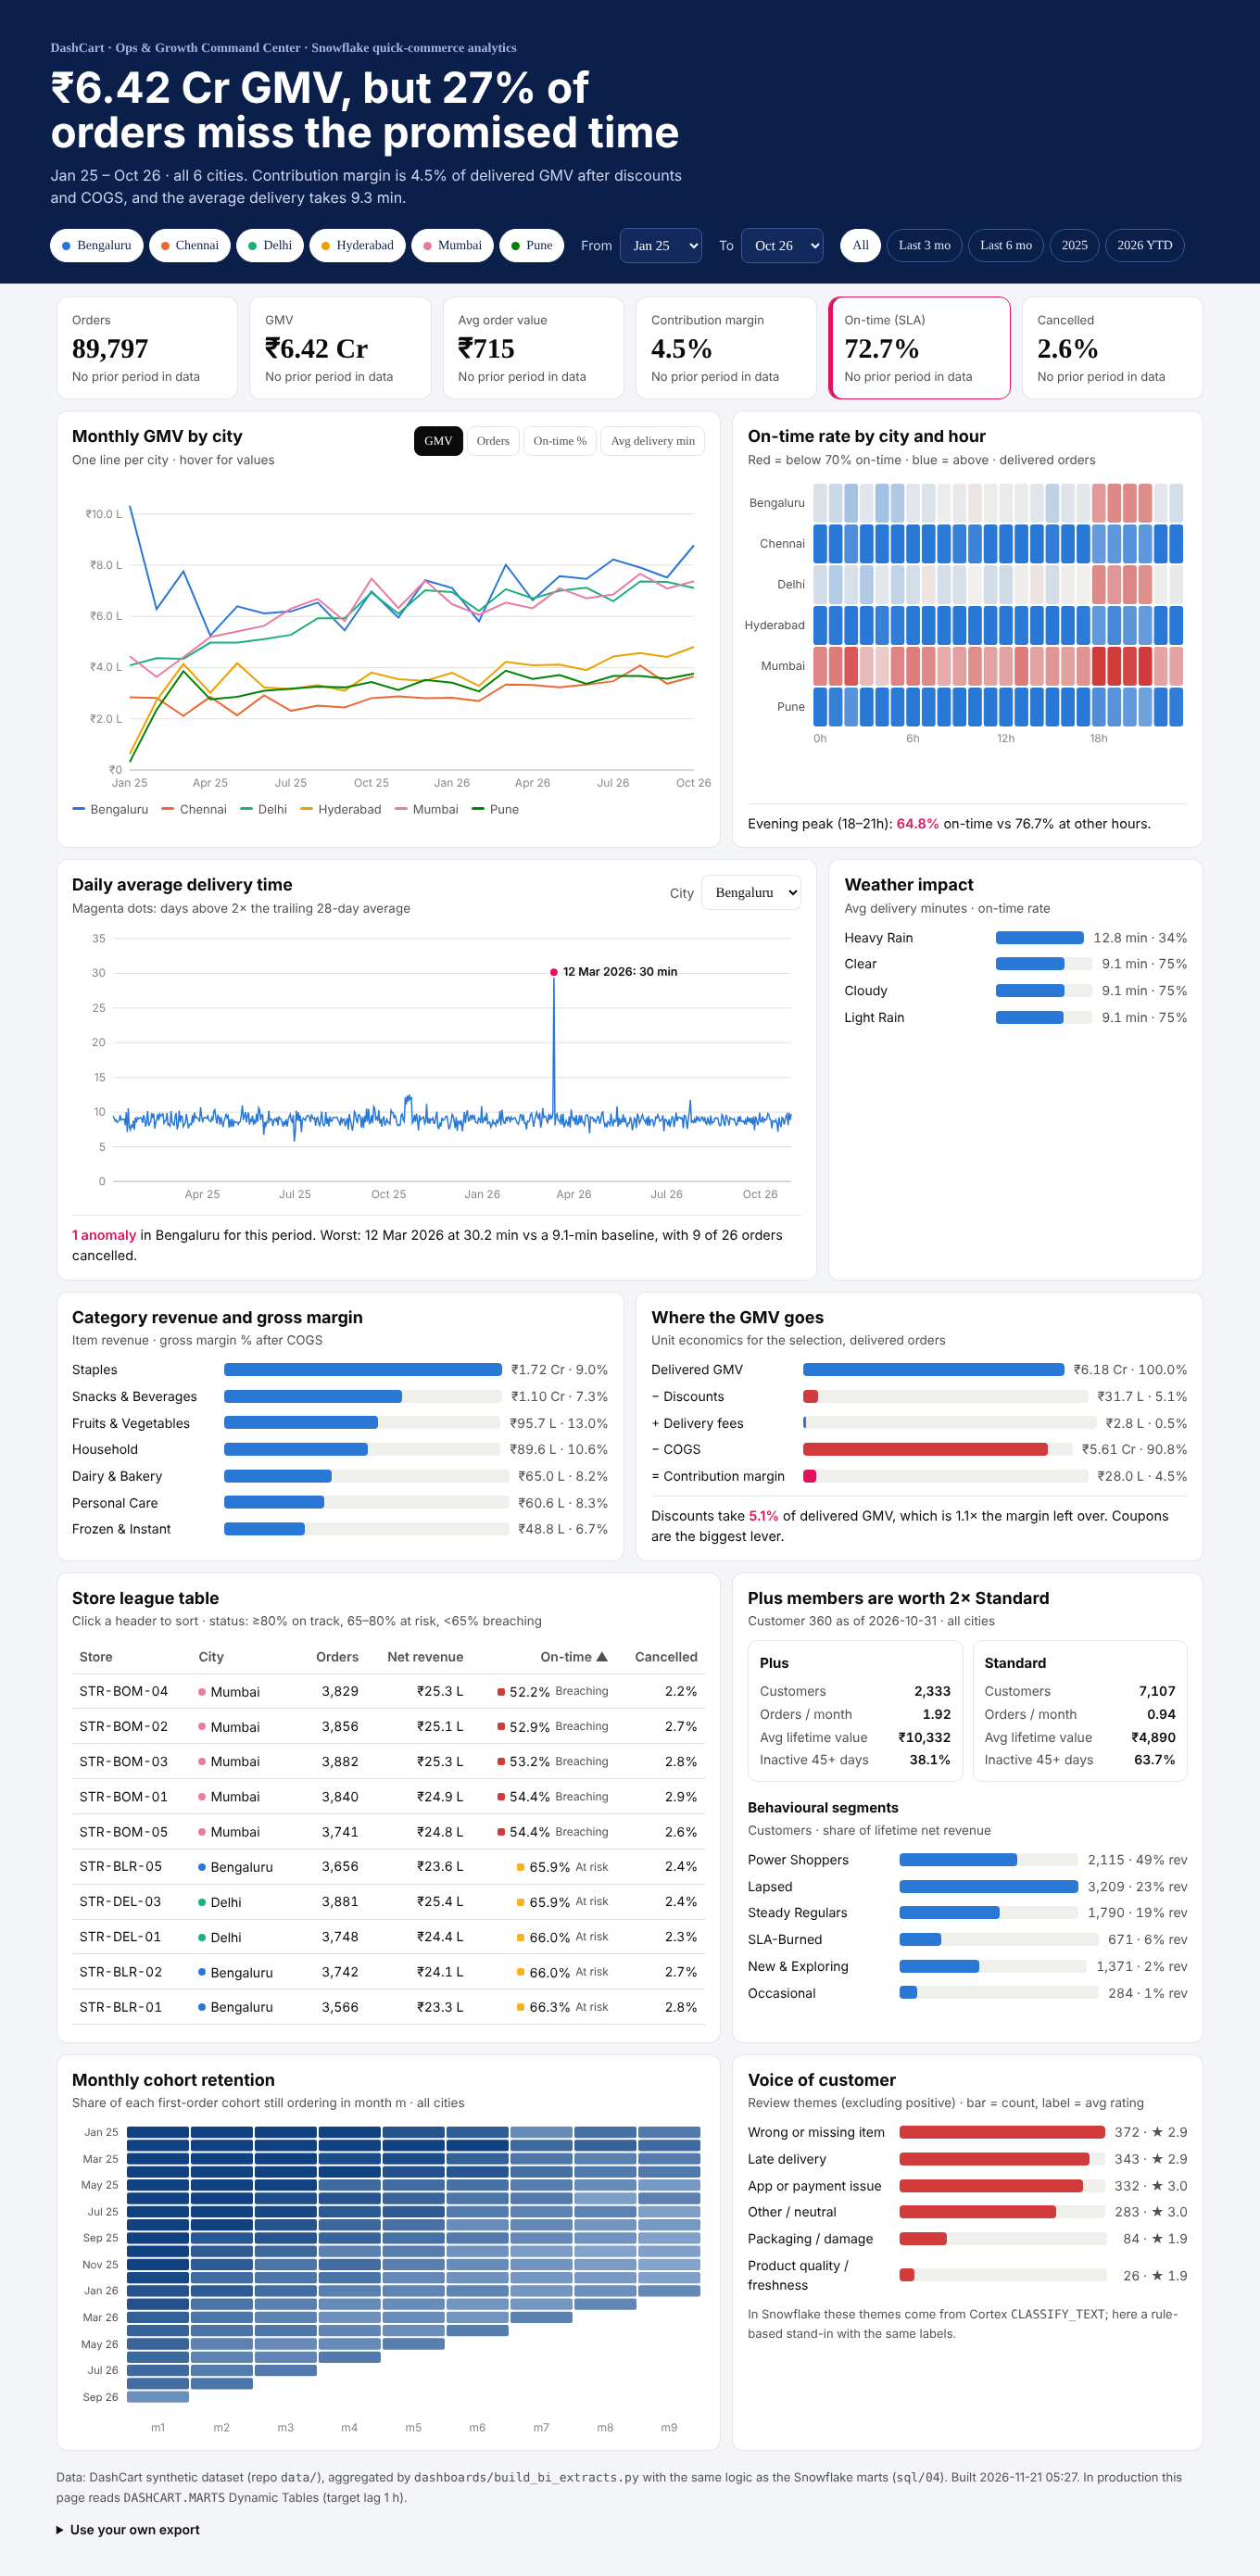 DashCart · Ops & Growth Command Center · Snowflake quick-commerce analytics
₹6.42 Cr GMV, but 27% of
orders miss the promised time
Jan 25 – Oct 26 · all 6 cities. Contribution margin is 4.5% of delivered GMV after discounts
and COGS, and the average delivery takes 9.3 min.
Bengaluru Chennai Delhi Hyderabad Mumbai Pune From Jan 25 To Oct 26 All Last 3 mo Last 6 mo 2025 2026 YTD
Orders
89,797
No prior period in data
GMV
₹6.42 Cr
No prior period in data
Avg order value
₹715
No prior period in data
Contribution margin
4.5%
No prior period in data
On-time (SLA)
72.7%
No prior period in data
Cancelled
2.6%
No prior period in data
Monthly GMV by city
GMV Orders On-time % Avg delivery min
One line per city · hover for values
₹10.0 L
₹8.0 L
₹6.0 L
₹4.0 L
₹2.0 L
₹0
Jan 25 Apr 25 Jul 25 Oct 25 Jan 26 Apr 26 Jul 26 Oct 26
Bengaluru Chennai Delhi Hyderabad Mumbai Pune
On-time rate by city and hour
Red = below 70% on-time · blue = above · delivered orders
Bengaluru
Chennai
Delhi
Hyderabad
Mumbai
Pune
0h 6h 12h 18h
Evening peak (18–21h): 64.8% on-time vs 76.7% at other hours.
Daily average delivery time
City Bengaluru
Magenta dots: days above 2× the trailing 28-day average
35
30
25
20
15
10
5
0
12 Mar 2026: 30 min
Apr 25 Jul 25 Oct 25 Jan 26 Apr 26 Jul 26 Oct 26
1 anomaly in Bengaluru for this period. Worst: 12 Mar 2026 at 30.2 min vs a 9.1-min baseline, with 9 of 26 orders
cancelled.
Weather impact
Avg delivery minutes · on-time rate
Heavy Rain 12.8 min · 34%
Clear 9.1 min · 75%
Cloudy 9.1 min · 75%
Light Rain 9.1 min · 75%
Category revenue and gross margin
Item revenue · gross margin % after COGS
Staples ₹1.72 Cr · 9.0%
Snacks & Beverages ₹1.10 Cr · 7.3%
Fruits & Vegetables ₹95.7 L · 13.0%
Household ₹89.6 L · 10.6%
Dairy & Bakery ₹65.0 L · 8.2%
Personal Care ₹60.6 L · 8.3%
Frozen & Instant ₹48.8 L · 6.7%
Where the GMV goes
Unit economics for the selection, delivered orders
Delivered GMV ₹6.18 Cr · 100.0%
− Discounts ₹31.7 L · 5.1%
+ Delivery fees ₹2.8 L · 0.5%
− COGS ₹5.61 Cr · 90.8%
= Contribution margin ₹28.0 L · 4.5%
Discounts take 5.1% of delivered GMV, which is 1.1× the margin left over. Coupons
are the biggest lever.
Store league table
Click a header to sort · status: ≥80% on track, 65–80% at risk, <65% breaching
Store City Orders Net revenue On-time ▲ Cancelled
STR-BOM-04 Mumbai 3,829 ₹25.3 L 52.2% Breaching 2.2%
STR-BOM-02 Mumbai 3,856 ₹25.1 L 52.9% Breaching 2.7%
STR-BOM-03 Mumbai 3,882 ₹25.3 L 53.2% Breaching 2.8%
STR-BOM-01 Mumbai 3,840 ₹24.9 L 54.4% Breaching 2.9%
STR-BOM-05 Mumbai 3,741 ₹24.8 L 54.4% Breaching 2.6%
STR-BLR-05 Bengaluru 3,656 ₹23.6 L 65.9% At risk 2.4%
STR-DEL-03 Delhi 3,881 ₹25.4 L 65.9% At risk 2.4%
STR-DEL-01 Delhi 3,748 ₹24.4 L 66.0% At risk 2.3%
STR-BLR-02 Bengaluru 3,742 ₹24.1 L 66.0% At risk 2.7%
STR-BLR-01 Bengaluru 3,566 ₹23.3 L 66.3% At risk 2.8%
Plus members are worth 2× Standard
Customer 360 as of 2026-10-31 · all cities
Plus
Customers 2,333
Orders / month 1.92
Avg lifetime value ₹10,332
Inactive 45+ days 38.1%
Standard
Customers 7,107
Orders / month 0.94
Avg lifetime value ₹4,890
Inactive 45+ days 63.7%
Behavioural segments
Customers · share of lifetime net revenue
Power Shoppers 2,115 · 49% rev
Lapsed 3,209 · 23% rev
Steady Regulars 1,790 · 19% rev
SLA-Burned 671 · 6% rev
New & Exploring 1,371 · 2% rev
Occasional 284 · 1% rev
Monthly cohort retention
Share of each first-order cohort still ordering in month m · all cities
Jan 25
Mar 25
May 25
Jul 25
Sep 25
Nov 25
Jan 26
Mar 26
May 26
Jul 26
Sep 26
m1 m2 m3 m4 m5 m6 m7 m8 m9
Voice of customer
Review themes (excluding positive) · bar = count, label = avg rating
Wrong or missing item 372 · ★ 2.9
Late delivery 343 · ★ 2.9
App or payment issue 332 · ★ 3.0
Other / neutral 283 · ★ 3.0
Packaging / damage 84 · ★ 1.9
Product quality /
freshness 26 · ★ 1.9
In Snowflake these themes come from Cortex CLASSIFY_TEXT; here a rule-
based stand-in with the same labels.
Data: DashCart synthetic dataset (repo data/), aggregated by dashboards/build_bi_extracts.py with the same logic as the Snowflake marts (sql/04). Built 2026-11-21 05:27. In production this
page reads DASHCART.MARTS Dynamic Tables (target lag 1 h).
▶ Use your own export